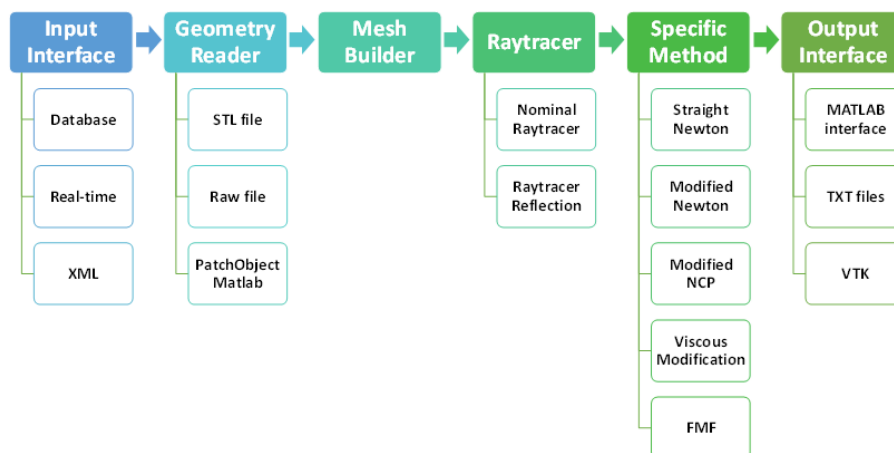 Input
Interface
Geometry
Reader
Mesh
Builder
Raytracer
Specific
Method
Output
Interface
Database
Real-time
XML
STL file
Raw file
PatchObject
Matlab
Nominal
Raytracer
Raytracer
Reflection
Straight
Newton
Modified
Newton
Modified
NCP
Viscous
Modification
FMF
MATLAB
interface
TXT files
VTK